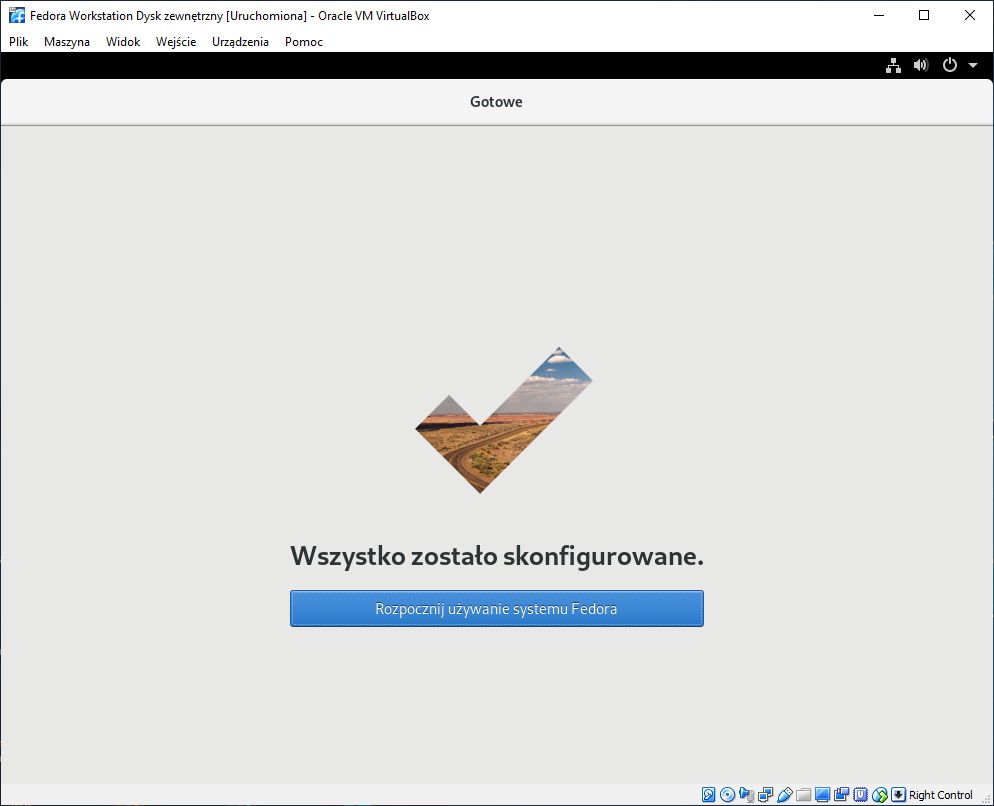 Fedora Workstation Dysk zewnętrzny [Uruchomiona] - Oracle VM VirtualBox
Plik Maszyna Widok Wejście Urządzenia Pomoc
Gotowe
Wszystko zostało skonfigurowane.
Rozpocznij używanie systemu Fedora
Right Control